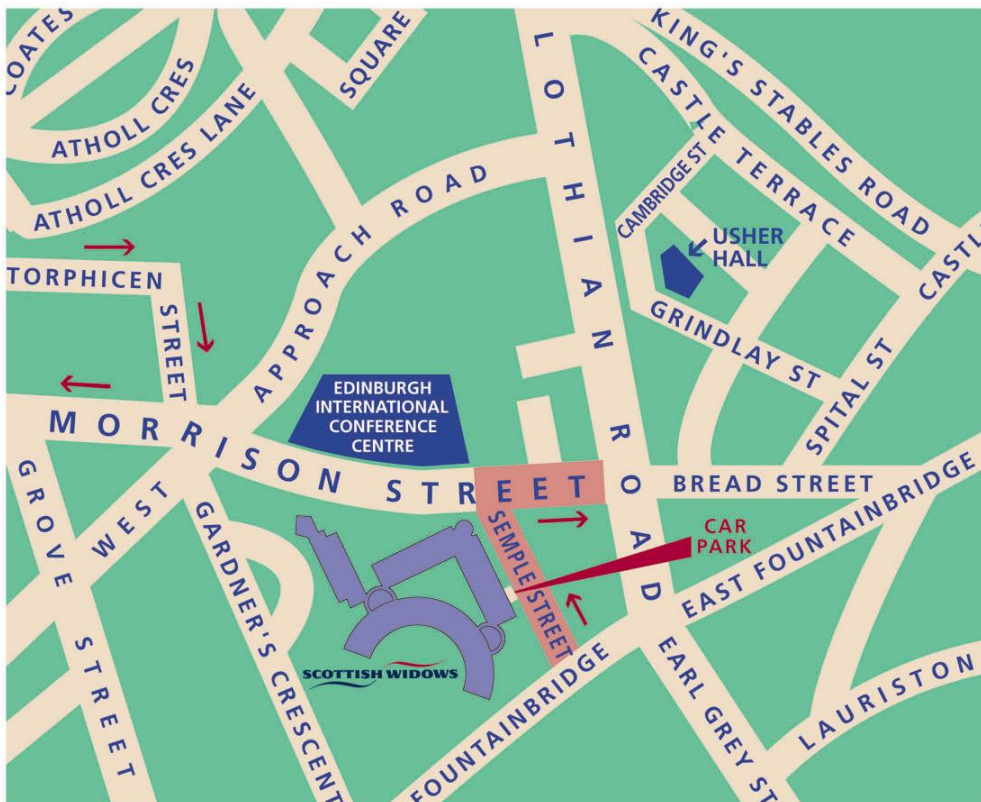 COATES
ATHOLL CRES
ATHOLL CRES LANE
SQUARE
LOTHIAN ROAD
KING'S STABLES ROAD
CASTLE TERRACE
CAMBRIDGE ST
USHER
HALL
GRINDLAY ST
CASTL
SPITAL ST
TORPHICEN
STREET
WEST APPROACH ROAD
MORRISON STREET
EDINBURGH
INTERNATIONAL
CONFERENCE
CENTRE
BREAD STREET
SEMPLE STREET
CAR
PARK
GROVE STREET
GARDNER'S CRESCENT
SCOTTISH WIDOWS
FOUNTAINBRIDGE
EAST FOUNTAINBRIDGE
EARL GREY ST
LAURISTON